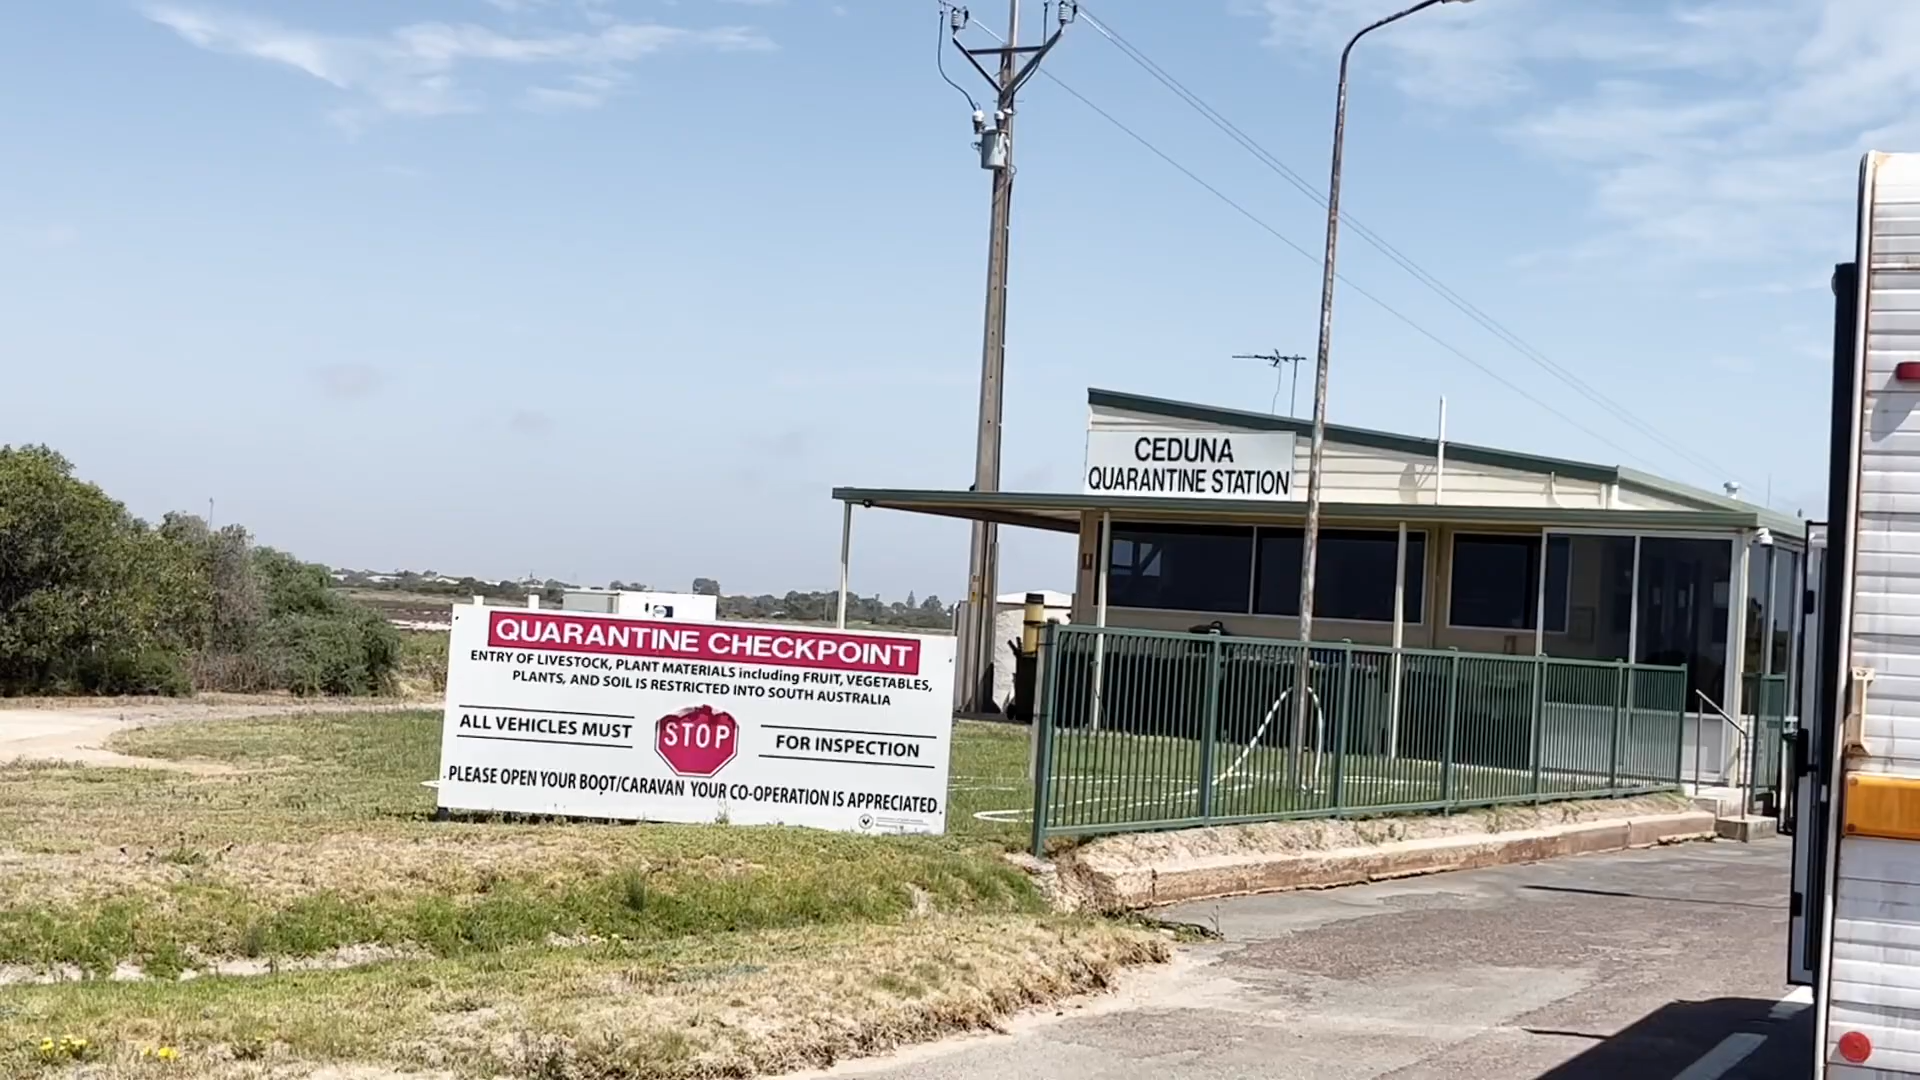 CEDUNA
QUARANTINE STATION
QUARANTINE CHECKPOINT
ENTRY OF LIVESTOCK, PLANT MATERIALS including FRUIT, VEGETABLES,
PLANTS, AND SOIL IS RESTRICTED INTO SOUTH AUSTRALIA
ALL VEHICLES MUST STOP FOR INSPECTION
PLEASE OPEN YOUR BOOT/CARAVAN YOUR CO-OPERATION IS APPRECIATED